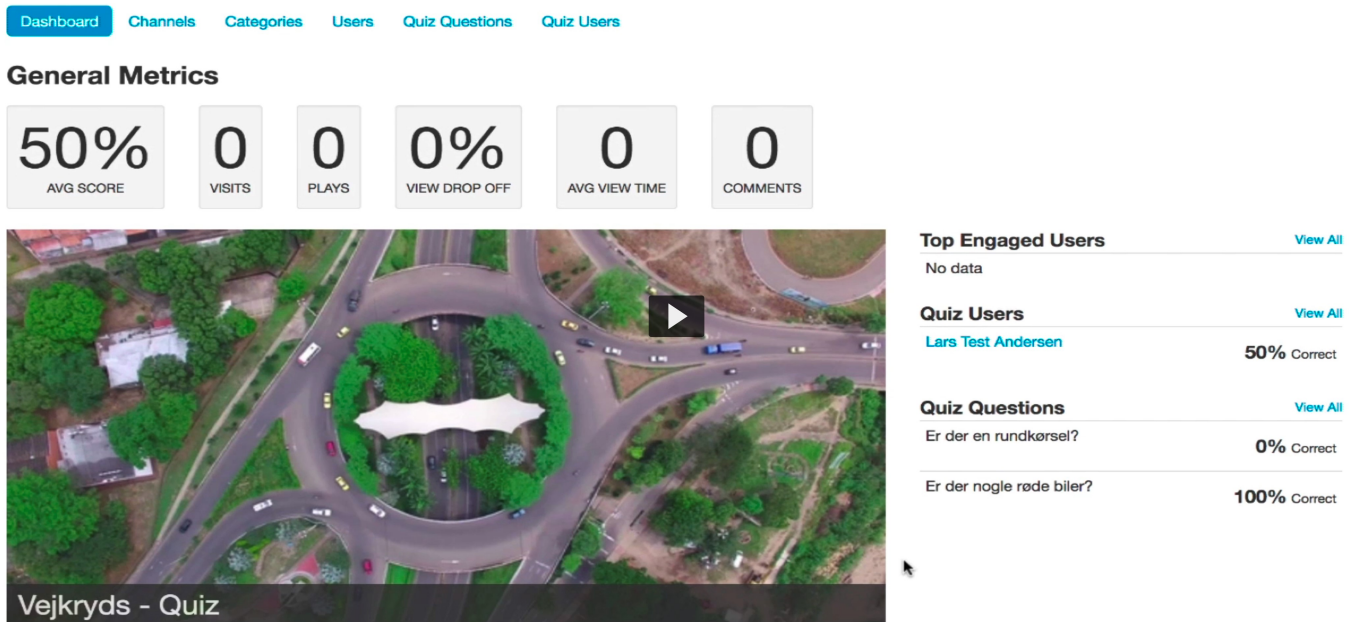 Dashboard Channels Categories Users Quiz Questions Quiz Users
General Metrics
50% 0 0 0% 0 0
AVG SCORE VISITS PLAYS VIEW DROP OFF AVG VIEW TIME COMMENTS
Top Engaged Users View All
No data
Quiz Users View All
Lars Test Andersen
50% Correct
Quiz Questions View All
Er der en rundkørsel?
0% Correct
Er der nogle røde biler?
100% Correct
Vejkryds - Quiz